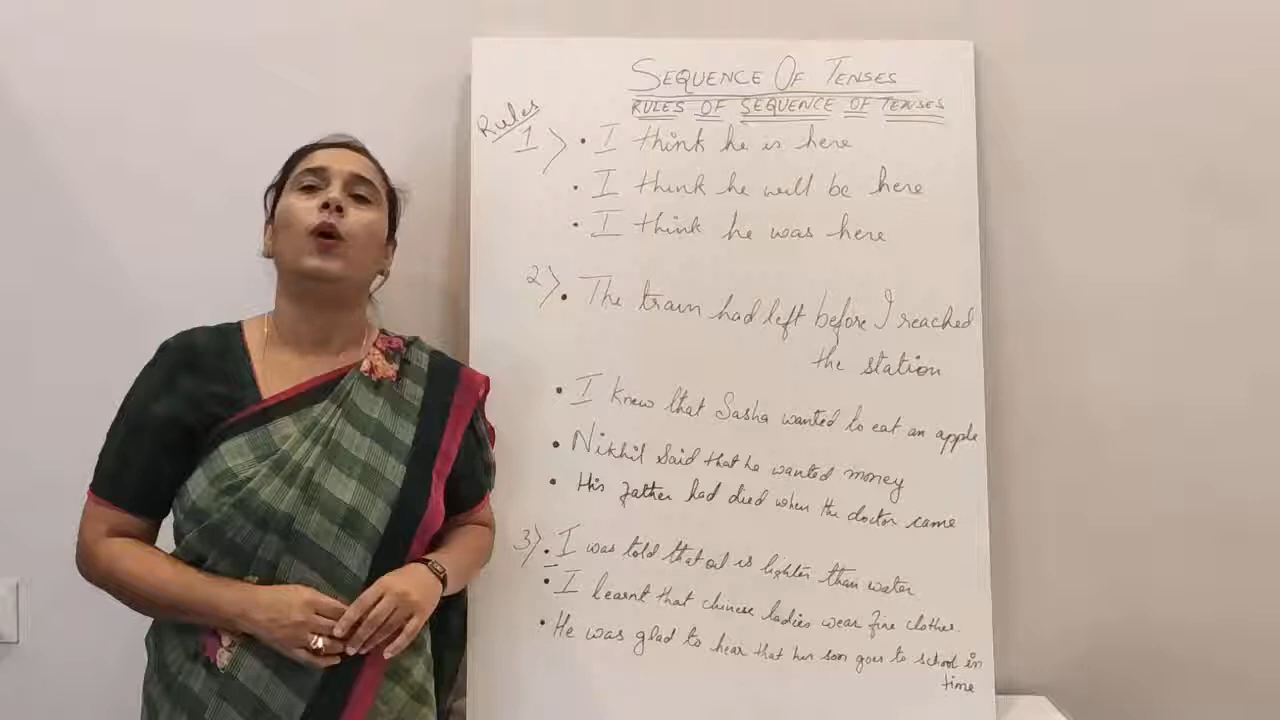 SEQUENCE OF TENSES
RULES OF SEQUENCE OF TENSES
Rules
1> • I think he is here
• I think he will be here
• I think he was here
2> • The train had left before I reached
the station
• I knew that Sasha wanted to eat an apple
• Nikhil said that he wanted money
• His father had died when the doctor came
3> • I was told that oil is lighter than water
• I learnt that chinese ladies wear fine clothes.
• He was glad to hear that her son goes to school in
time